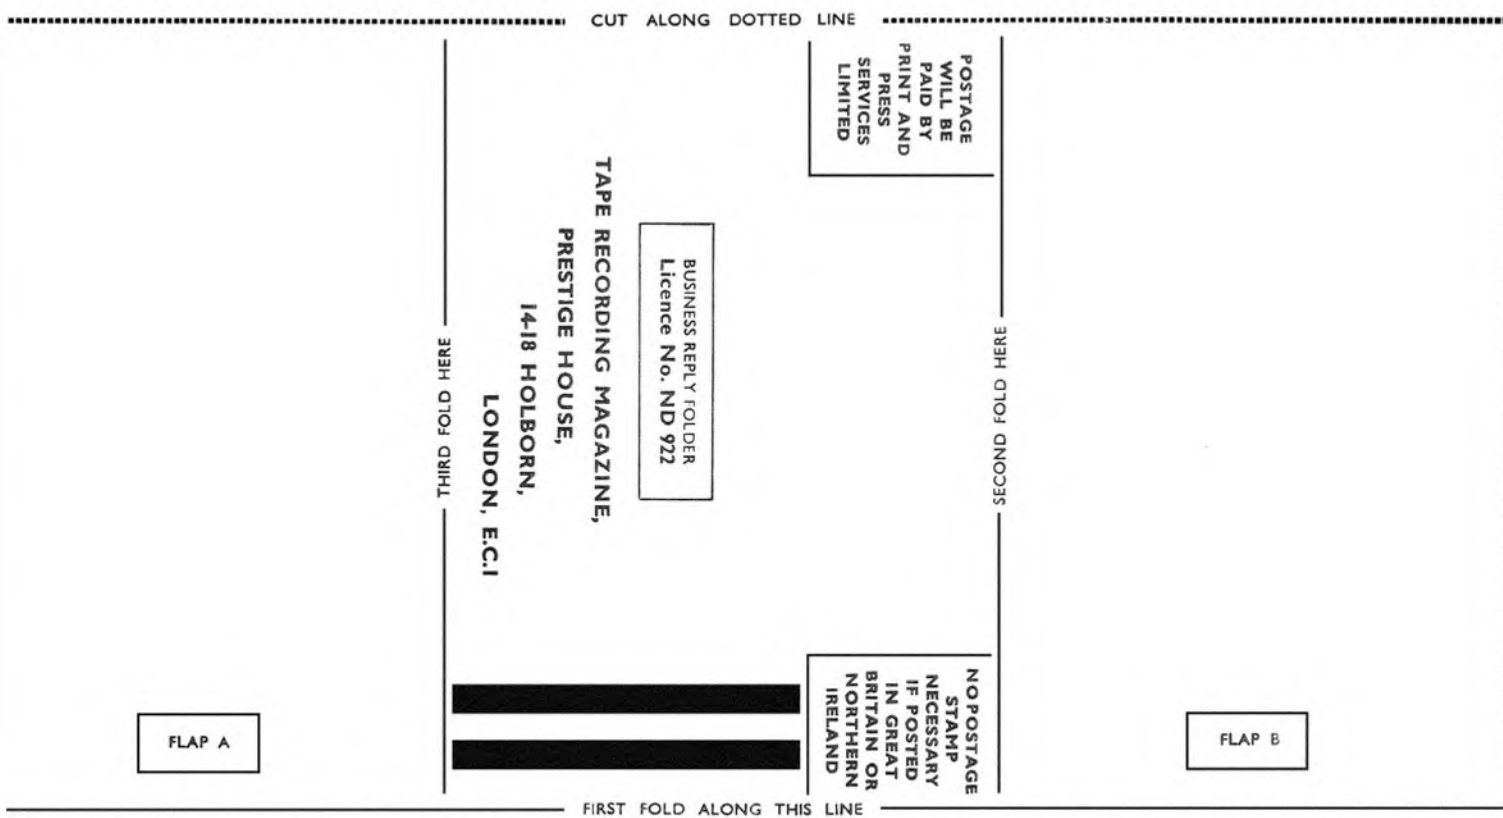 CUT ALONG DOTTED LINE
POSTAGE
WILL BE
PAID BY
PRINT AND
PRESS
SERVICES
LIMITED
NO POSTAGE
STAMP
NECESSARY
IF POSTED
IN GREAT
BRITAIN OR
NORTHERN
IRELAND
BUSINESS REPLY FOLDER
Licence No. ND 922
TAPE RECORDING MAGAZINE,
PRESTIGE HOUSE,
14-18 HOLBORN,
LONDON, E.C.1
THIRD FOLD HERE
SECOND FOLD HERE
FLAP A
FLAP B
FIRST FOLD ALONG THIS LINE